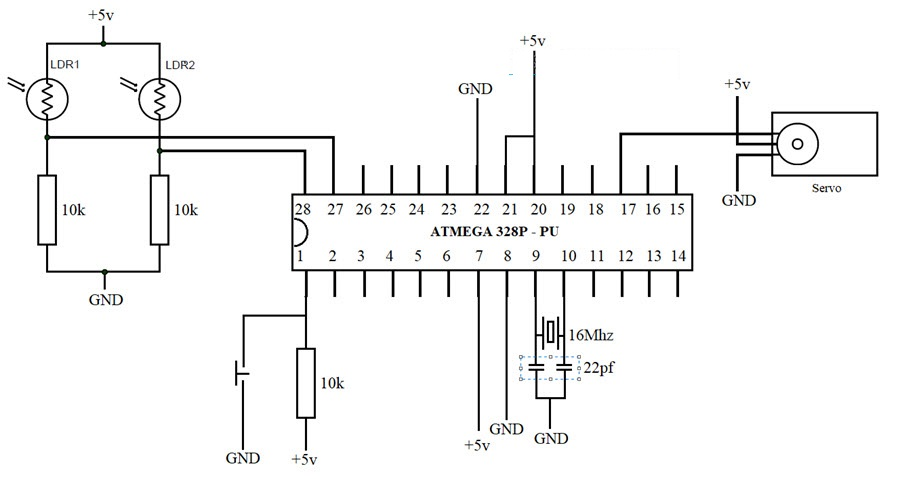 +5v
LDR1
LDR2
10k
10k
GND
GND
+5v
+5v
GND
Servo
28 27 26 25 24 23 22 21 20 19 18 17 16 15
ATMEGA 328P - PU
1 2 3 4 5 6 7 8 9 10 11 12 13 14
16Mhz
22pf
10k
GND
+5v
+5v
GND
GND